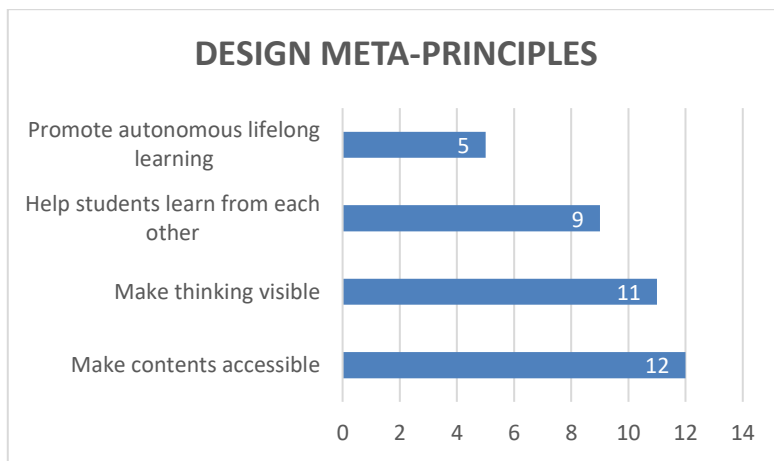 DESIGN META-PRINCIPLES
Promote autonomous lifelong
learning
5
Help students learn from each
other
9
Make thinking visible
11
Make contents accessible
12
0 2 4 6 8 10 12 14